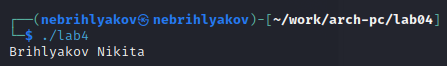 ┌──(nebrihlyakov㉿nebrihlyakov)-[~/work/arch-pc/lab04]
└─$ ./lab4
Brihlyakov Nikita